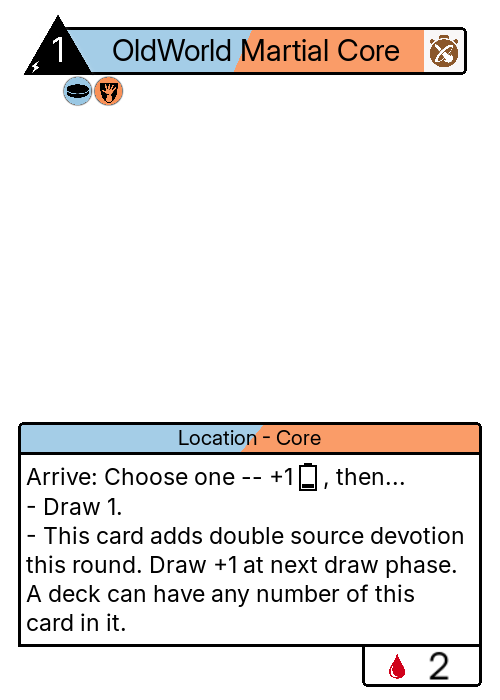 1 OldWorld Martial Core
Location - Core
Arrive: Choose one -- +1 , then...
- Draw 1.
- This card adds double source devotion
this round. Draw +1 at next draw phase.
A deck can have any number of this
card in it.
2